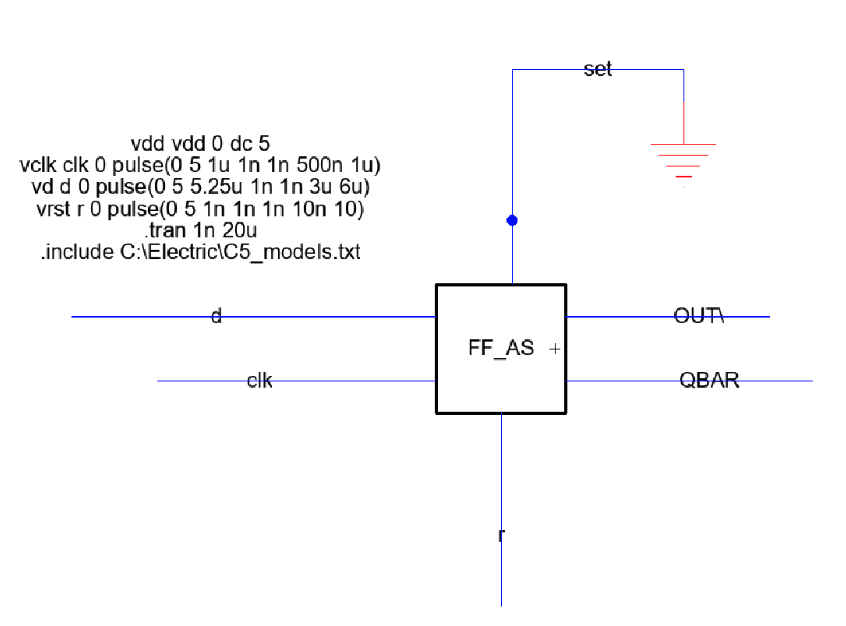 set
vdd vdd 0 dc 5
vclk clk 0 pulse(0 5 1u 1n 1n 500n 1u)
vd d 0 pulse(0 5 5.25u 1n 1n 3u 6u)
vrst r 0 pulse(0 5 1n 1n 1n 10n 10)
.tran 1n 20u
.include C:\Electric\C5_models.txt
d
OUT\
FF_AS +
clk
QBAR
r